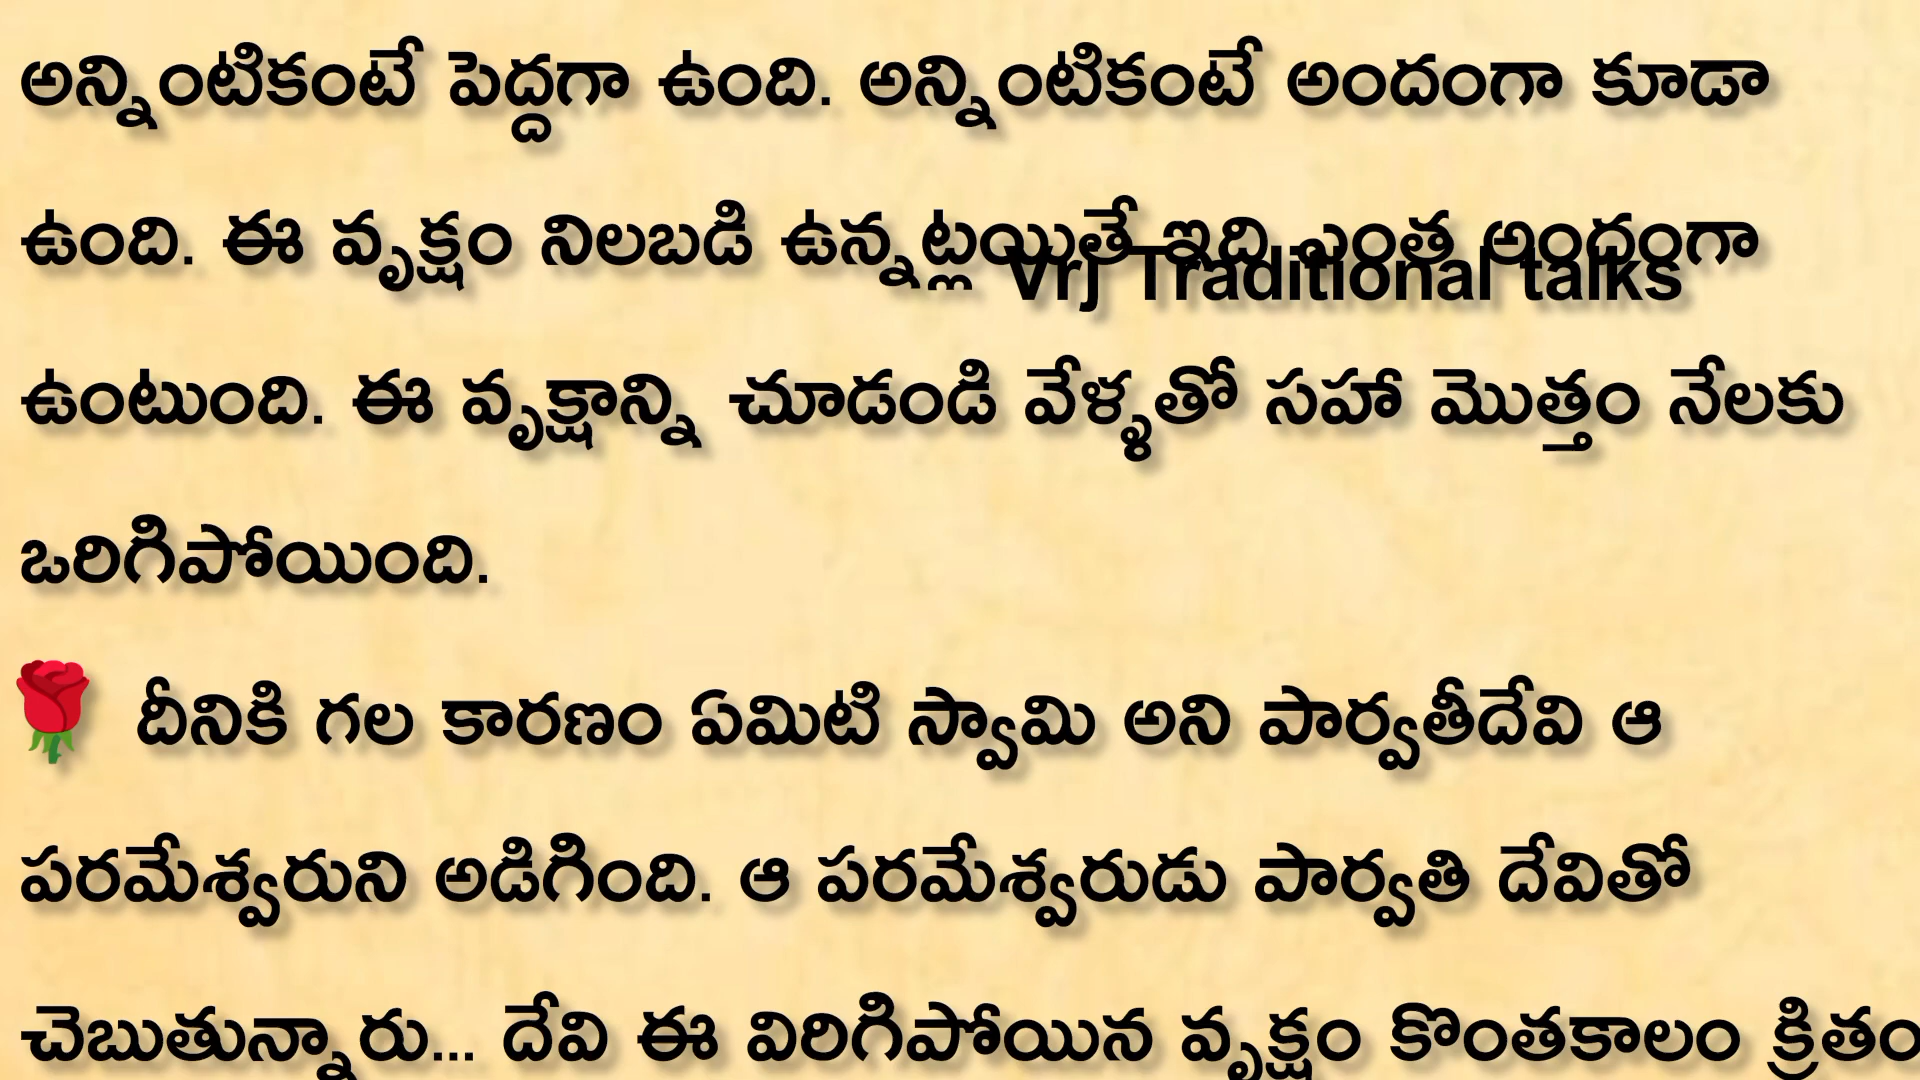 అన్నింటికంటే పెద్దగా ఉంది. అన్నింటికంటే అందంగా కూడా
ఉంది. ఈ వృక్షం నిలబడి ఉన్నట్లయితే ఇది ఎంత అందంగా
Vrj Traditional talks
ఉంటుంది. ఈ వృక్షాన్ని చూడండి వేళ్ళతో సహా మొత్తం నేలకు
ఒరిగిపోయింది.
🌹 దీనికి గల కారణం ఏమిటి స్వామి అని పార్వతీదేవి ఆ
పరమేశ్వరుని అడిగింది. ఆ పరమేశ్వరుడు పార్వతి దేవితో
చెబుతున్నారు... దేవి ఈ విరిగిపోయిన వృక్షం కొంతకాలం క్రితం